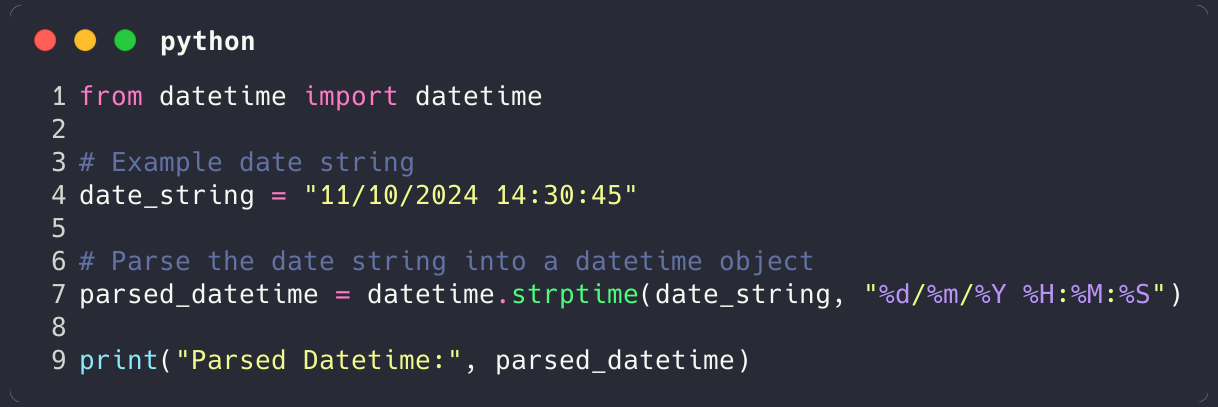 python
1 from datetime import datetime
2
3 # Example date string
4 date_string = "11/10/2024 14:30:45"
5
6 # Parse the date string into a datetime object
7 parsed_datetime = datetime.strptime(date_string, "%d/%m/%Y %H:%M:%S")
8
9 print("Parsed Datetime:", parsed_datetime)